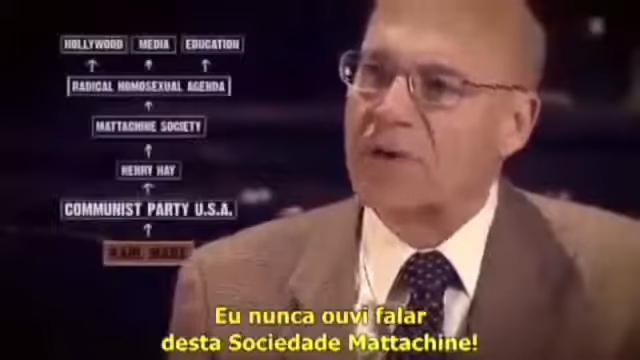 HOLLYWOOD MEDIA EDUCATION
RADICAL HOMOSEXUAL AGENDA
MATTACHINE SOCIETY
HENRY HAY
COMMUNIST PARTY U.S.A.
KARL MARX
Eu nunca ouvi falar
desta Sociedade Mattachine!